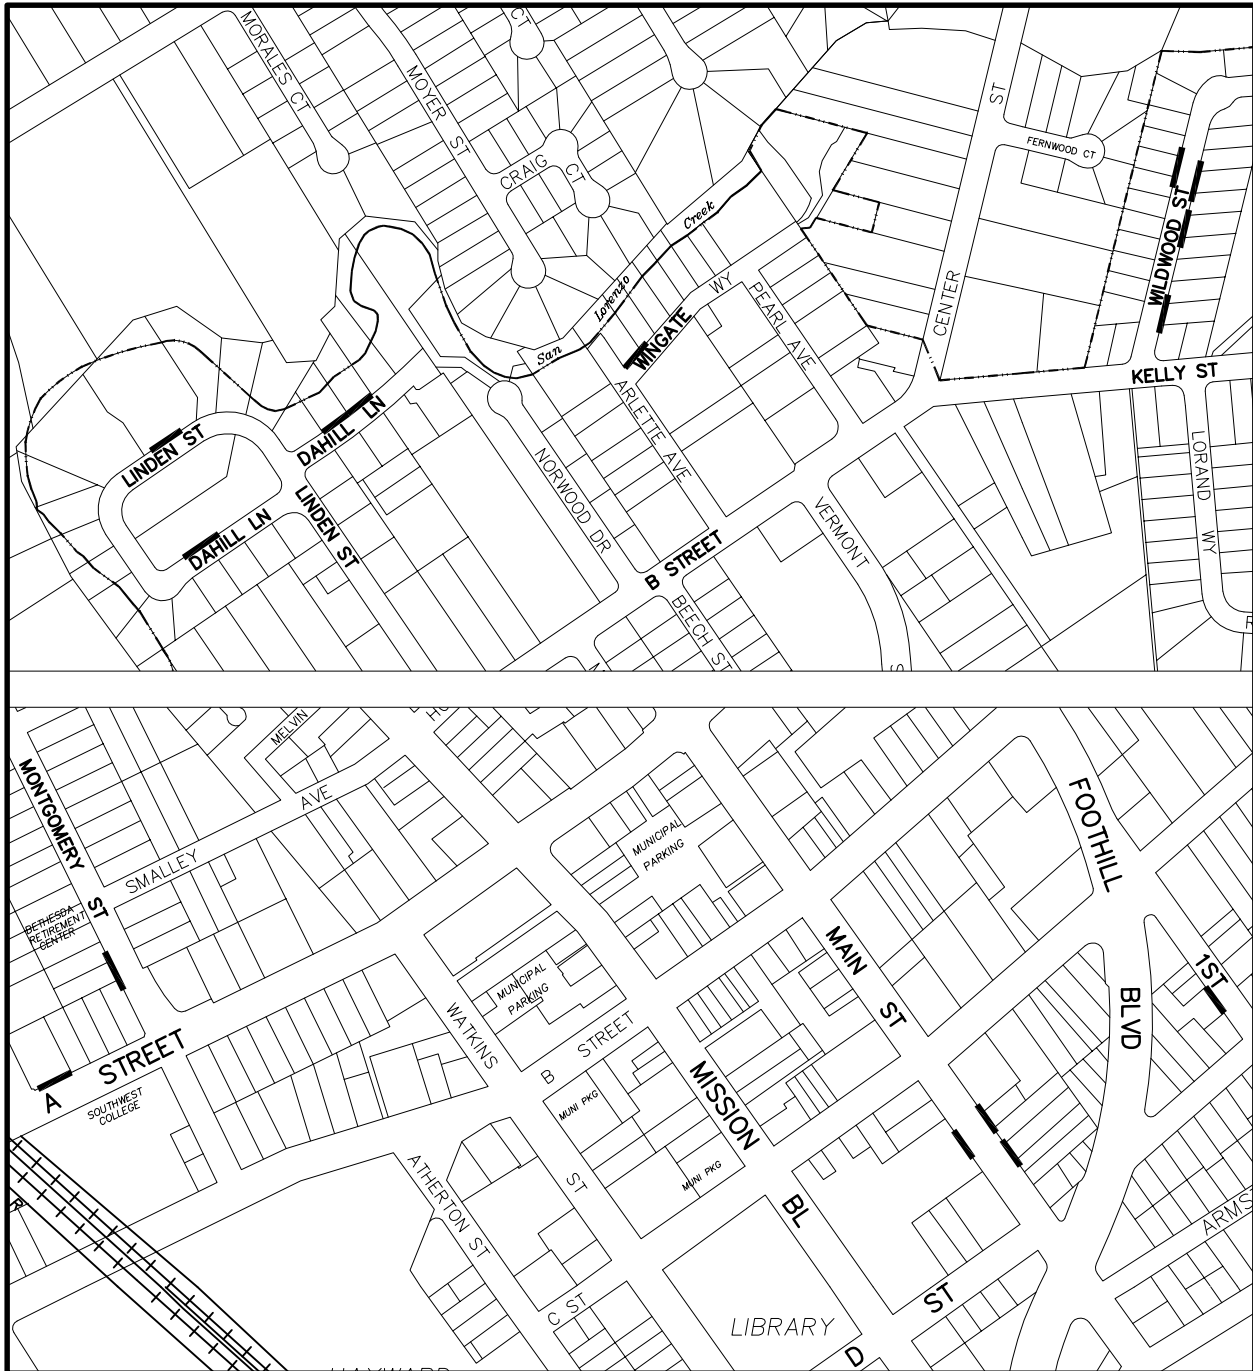 MORALES CT
MOYER ST
CT
CRAIG CT
ST
FERNWOOD CT
WILDWOOD ST
San Lorenzo Creek
WINGATE WY
PEARL AVE
CENTER
KELLY ST
LINDEN ST
DAHILL LN
ARLETTE AVE
LORAND WY
NORWOOD DR
DAHILL LN
LINDEN ST
VERMONT
B STREET
BEECH ST
S
R
MELVIN
MONTGOMERY ST
AVE
SMALLEY
MUNICIPAL
PARKING
FOOTHILL
BLVD
BETHESDA
RETIREMENT
CENTER
MAIN ST
1ST
MUNICIPAL
PARKING
WATKINS
ST
B STREET
A STREET
MISSION
BL
SOUTHWEST
COLLEGE
MUNI PKG
MUNI PKG
ATHERTON ST
ARMS
R
C ST
ST
D
LIBRARY
HAYWARD